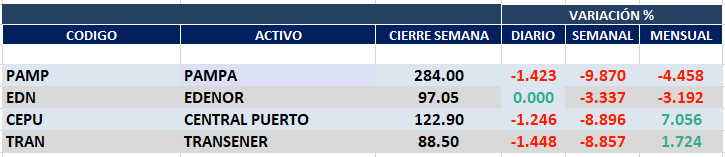 VARIACIÓN %
CODIGO ACTIVO CIERRE SEMANA DIARIO SEMANAL MENSUAL
PAMP PAMPA 284.00 -1.423 -9.870 -4.458
EDN EDENOR 97.05 0.000 -3.337 -3.192
CEPU CENTRAL PUERTO 122.90 -1.246 -8.896 7.056
TRAN TRANSENER 88.50 -1.448 -8.857 1.724